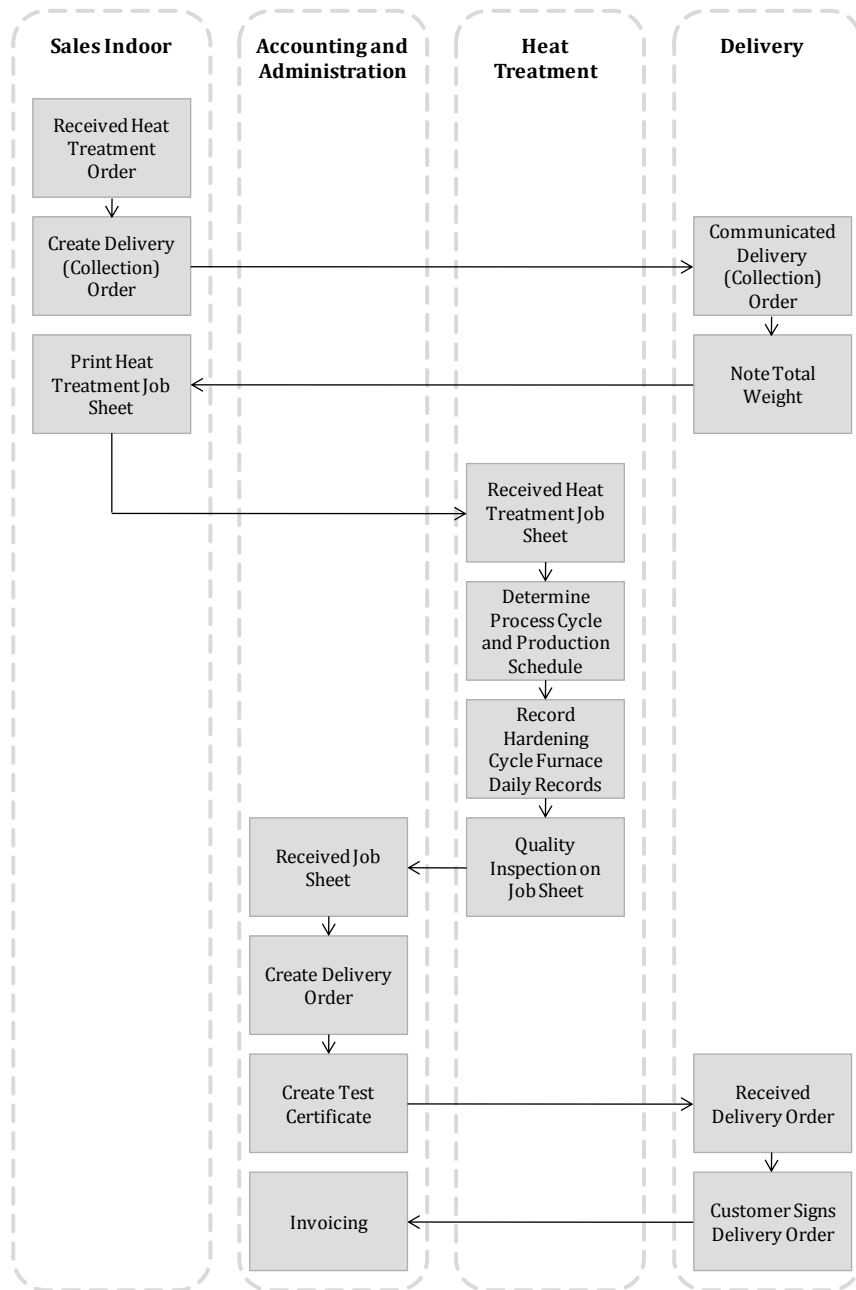 Sales Indoor
Accounting and
Administration
Heat
Treatment
Delivery
Received Heat
Treatment
Order
Create Delivery
(Collection)
Order
Communicated
Delivery
(Collection)
Order
Print Heat
Treatment Job
Sheet
Note Total
Weight
Received Heat
Treatment Job
Sheet
Determine
Process Cycle
and Production
Schedule
Record
Hardening
Cycle Furnace
Daily Records
Received Job
Sheet
Quality
Inspection on
Job Sheet
Create Delivery
Order
Create Test
Certificate
Received
Delivery Order
Invoicing
Customer Signs
Delivery Order